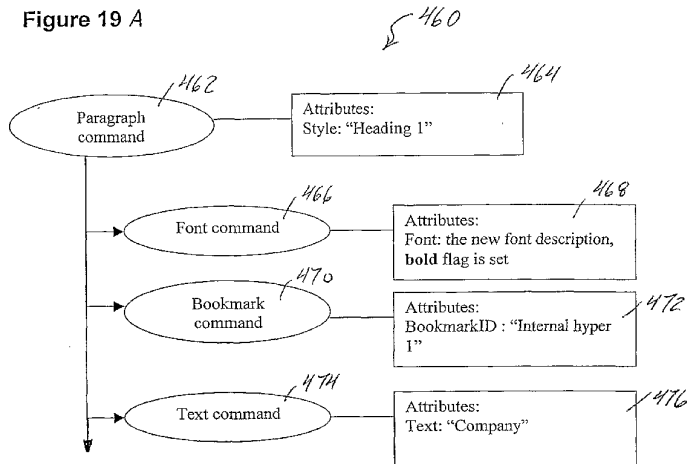 Figure 19 A
460
462
464
Paragraph
command
Attributes:
Style: “Heading 1”
466
468
Font command
Attributes:
Font: the new font description,
bold flag is set
470
472
Bookmark
command
Attributes:
BookmarkID : “Internal hyper
1”
474
476
Text command
Attributes:
Text: “Company”